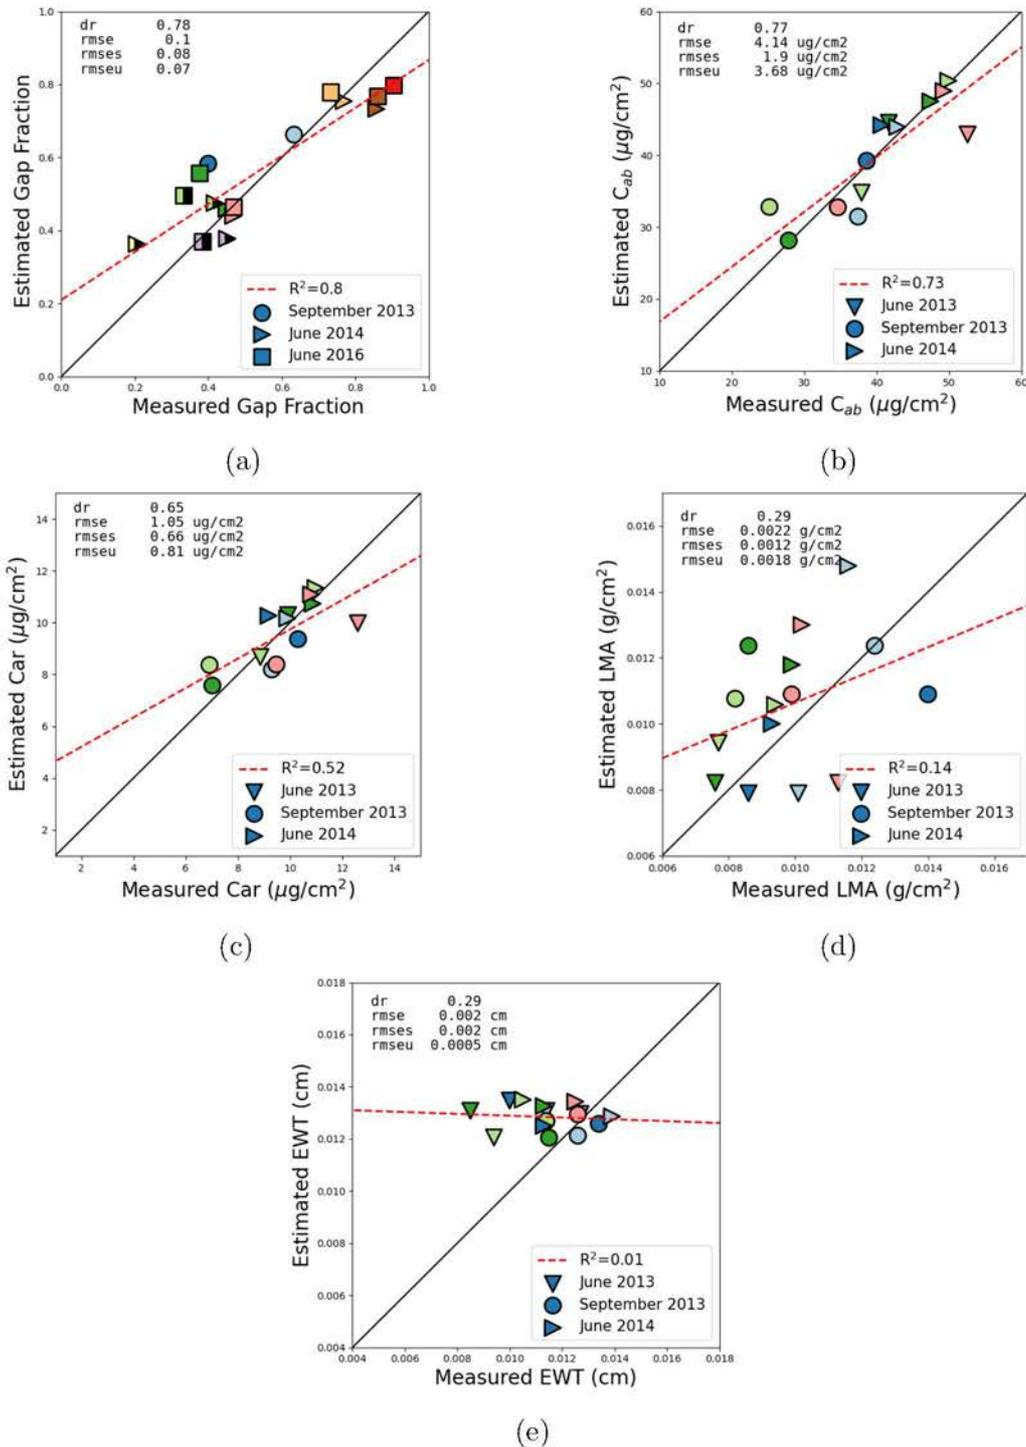 dr 0.78
rmse 0.1
rmses 0.08
rmseu 0.07
Estimated Gap Fraction
1.0
0.8
0.6
0.4
0.2
0.0
R²=0.8
September 2013
June 2014
June 2016
0.0 0.2 0.4 0.6 0.8 1.0
Measured Gap Fraction
(a)
dr 0.77
rmse 4.14 ug/cm2
rmses 1.9 ug/cm2
rmseu 3.68 ug/cm2
Estimated Cab (μg/cm²)
60
50
40
30
20
10
R²=0.73
June 2013
September 2013
June 2014
10 20 30 40 50 60
Measured Cab (μg/cm²)
(b)
dr 0.65
rmse 1.05 ug/cm2
rmses 0.66 ug/cm2
rmseu 0.81 ug/cm2
Estimated Car (μg/cm²)
14
12
10
8
6
4
2
R²=0.52
June 2013
September 2013
June 2014
2 4 6 8 10 12 14
Measured Car (μg/cm²)
(c)
dr 0.29
rmse 0.0022 g/cm2
rmses 0.0012 g/cm2
rmseu 0.0018 g/cm2
Estimated LMA (g/cm²)
0.016
0.014
0.012
0.010
0.008
0.006
R²=0.14
June 2013
September 2013
June 2014
0.006 0.008 0.010 0.012 0.014 0.016
Measured LMA (g/cm²)
(d)
dr 0.29
rmse 0.002 cm
rmses 0.002 cm
rmseu 0.0005 cm
Estimated EWT (cm)
0.018
0.016
0.014
0.012
0.010
0.008
0.006
0.004
R²=0.01
June 2013
September 2013
June 2014
0.004 0.006 0.008 0.010 0.012 0.014 0.016 0.018
Measured EWT (cm)
(e)